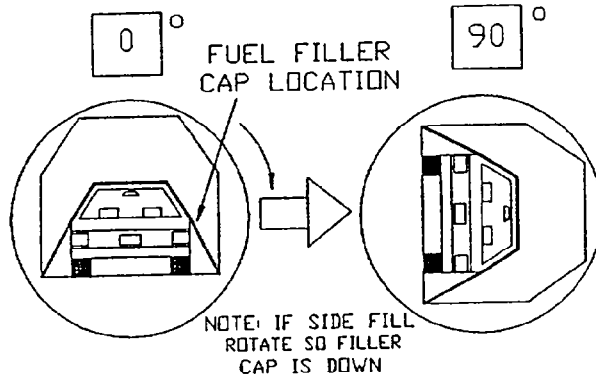 0°
90°
FUEL FILLER
CAP LOCATION
NOTE: IF SIDE FILL
ROTATE SO FILLER
CAP IS DOWN